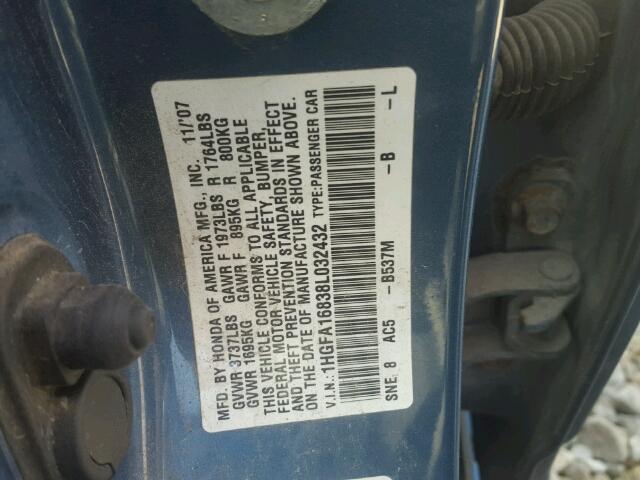 MFD. BY HONDA OF AMERICA MFG., INC. 11/'07
GVWR 3737LBS GAWR F 1973LBS R 1764LBS
GVWR 1695KG GAWR F 895KG R 800KG
THIS VEHICLE CONFORMS TO ALL APPLICABLE
FEDERAL MOTOR VEHICLE SAFETY, BUMPER,
AND THEFT PREVENTION STANDARDS IN EFFECT
ON THE DATE OF MANUFACTURE SHOWN ABOVE.
V.I.N.: 1HGFA16838L032432 TYPE:PASSENGER CAR
SNE 8 AC5 -B537M -B -L